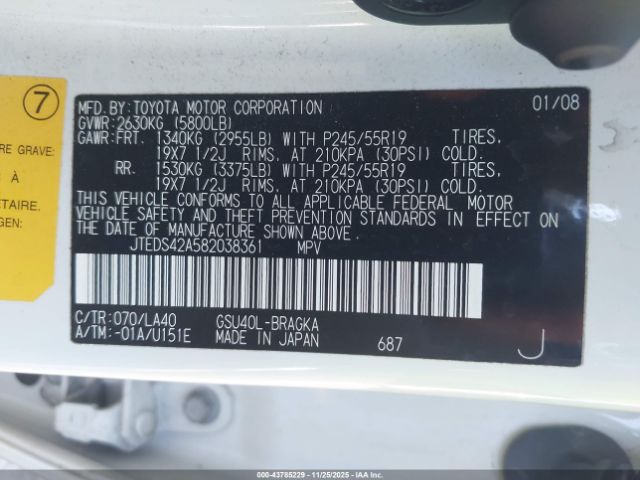 7
RE GRAVE:
À
ÉTAIRE.
GEN:
MFD. BY: TOYOTA MOTOR CORPORATION 01/08
GVWR: 2630KG (5800LB)
GAWR: FRT. 1340KG (2955LB) WITH P245/55R19 TIRES,
19X7 1/2J RIMS. AT 210KPA (30PSI) COLD.
RR. 1530KG (3375LB) WITH P245/55R19 TIRES,
19X7 1/2J RIMS. AT 210KPA (30PSI) COLD.
THIS VEHICLE CONFORMS TO ALL APPLICABLE FEDERAL MOTOR
VEHICLE SAFETY AND THEFT PREVENTION STANDARDS IN EFFECT ON
THE DATE OF MANUFACTURE SHOWN ABOVE.
JTEDS42A582038361 MPV
C/TR: 070/LA40 GSU40L-BRAGKA
A/TM: -01A/U151E MADE IN JAPAN 687 J
000-43785229 - 11/25/2025 - Copyright © IAA, Inc.